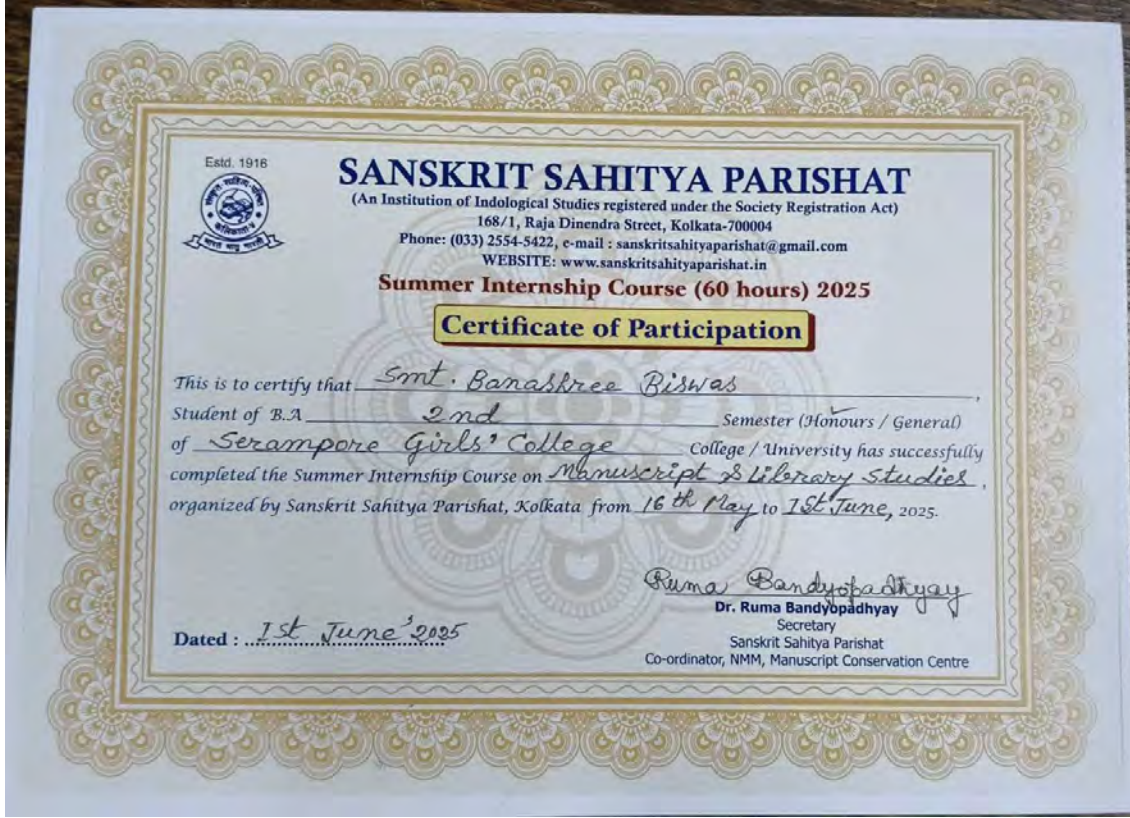 Estd. 1916
SANSKRIT SAHITYA PARISHAT
(An Institution of Indological Studies registered under the Society Registration Act)
168/1, Raja Dinendra Street, Kolkata-700004
Phone: (033) 2554-5422, e-mail : sanskritsahityaparishat@gmail.com
WEBSITE: www.sanskritsahityaparishat.in
Summer Internship Course (60 hours) 2025
Certificate of Participation
This is to certify that Smt. Banashree Biswas,
Student of B.A 2nd Semester (Honours / General)
of Serampore Girls' College College / University has successfully
completed the Summer Internship Course on Manuscript & Library Studies,
organized by Sanskrit Sahitya Parishat, Kolkata from 16th May to 1st June, 2025.
Ruma Bandyopadhyay
Dr. Ruma Bandyopadhyay
Secretary
Sanskrit Sahitya Parishat
Co-ordinator, NMM, Manuscript Conservation Centre
Dated : 1st June' 2025